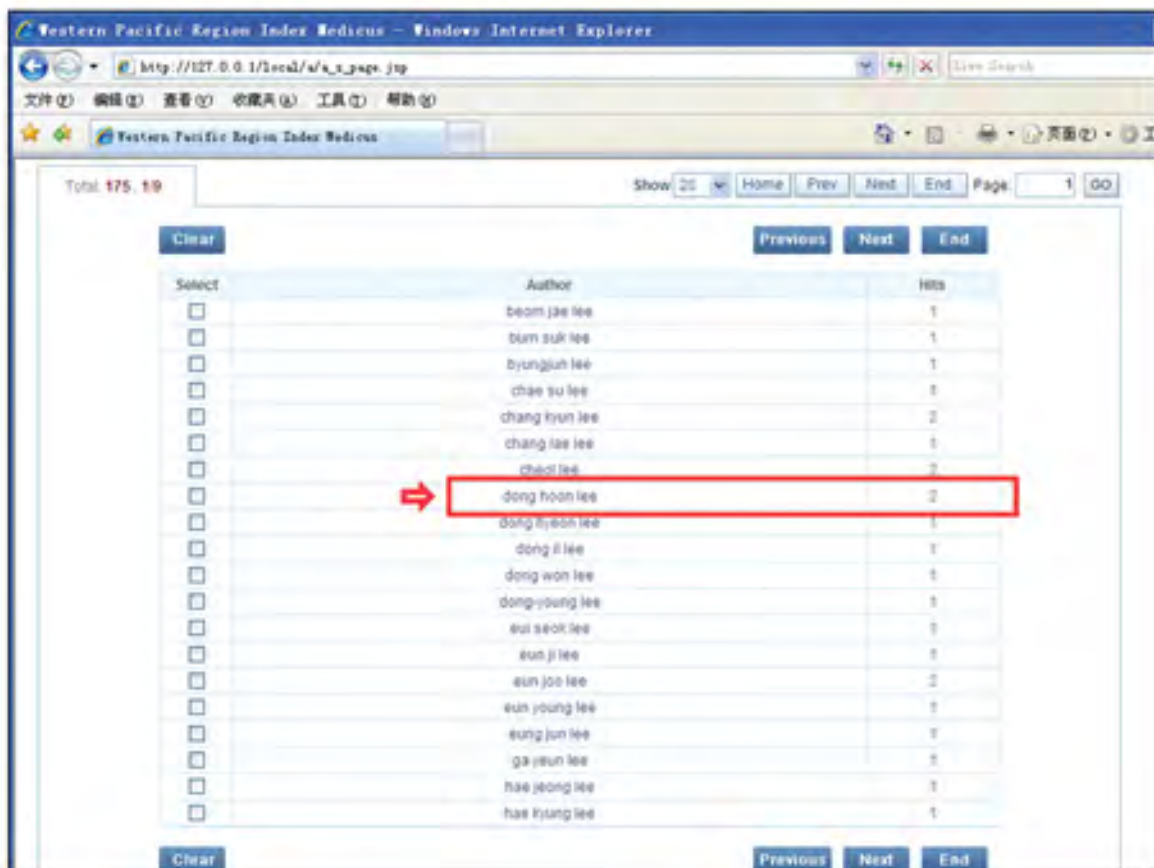 Western Pacific Region Index Medicus - Windows Internet Explorer
http://127.0.0.1/local/a/a_z_page.jsp Live Search
文件(F) 编辑(E) 查看(V) 收藏夹(A) 工具(T) 帮助(H)
Western Pacific Region Index Medicus 页面(P)
Total: 175, 1/9 Show 20 Home Prev Next End Page: 1 GO
Clear Previous Next End
Select Author Hits
beom jae lee 1
bum suk lee 1
byungjun lee 1
chae su lee 1
chang kyun lee 2
chang lae lee 1
cheol lee 2
dong hoon lee 2
dong hyeon lee 1
dong il lee 1
dong won lee 1
dong-young lee 1
eui seok lee 1
eun ji lee 1
eun joo lee 2
eun young lee 1
eung jun lee 1
ga yeun lee 1
hae jeong lee 1
hae kyung lee 1
Clear Previous Next End